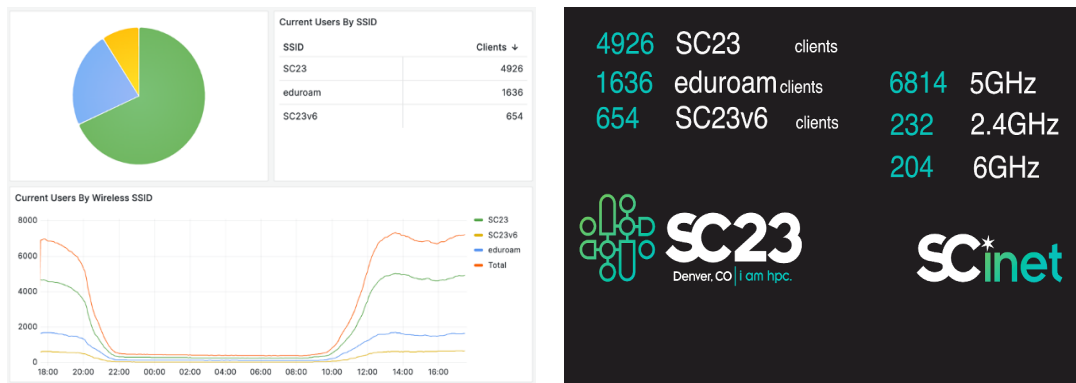 Current Users By SSID
SSID Clients ↓
SC23 4926
eduroam 1636
SC23v6 654
Current Users By Wireless SSID
8000
6000
4000
2000
0
18:00 20:00 22:00 00:00 02:00 04:00 06:00 08:00 10:00 12:00 14:00 16:00
SC23
SC23v6
eduroam
Total
4926 SC23 clients
1636 eduroam clients
654 SC23v6 clients
6814 5GHz
232 2.4GHz
204 6GHz
SC23
Denver, CO | i am hpc.
SCinet